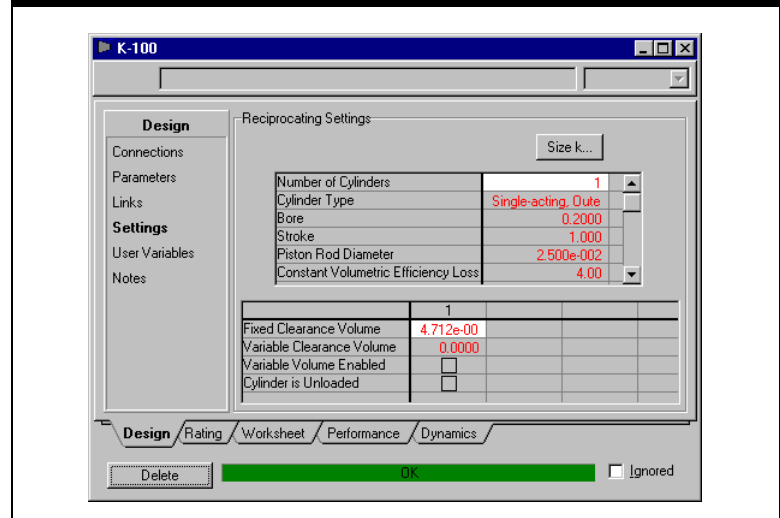 K-100
Design
Connections
Parameters
Links
Settings
User Variables
Notes
Reciprocating Settings
Size k...
Number of Cylinders 1
Cylinder Type Single-acting, Oute
Bore 0.2000
Stroke 1.000
Piston Rod Diameter 2.500e-002
Constant Volumetric Efficiency Loss 4.00
1
Fixed Clearance Volume 4.712e-00
Variable Clearance Volume 0.0000
Variable Volume Enabled
Cylinder is Unloaded
Design Rating Worksheet Performance Dynamics
Delete OK Ignored